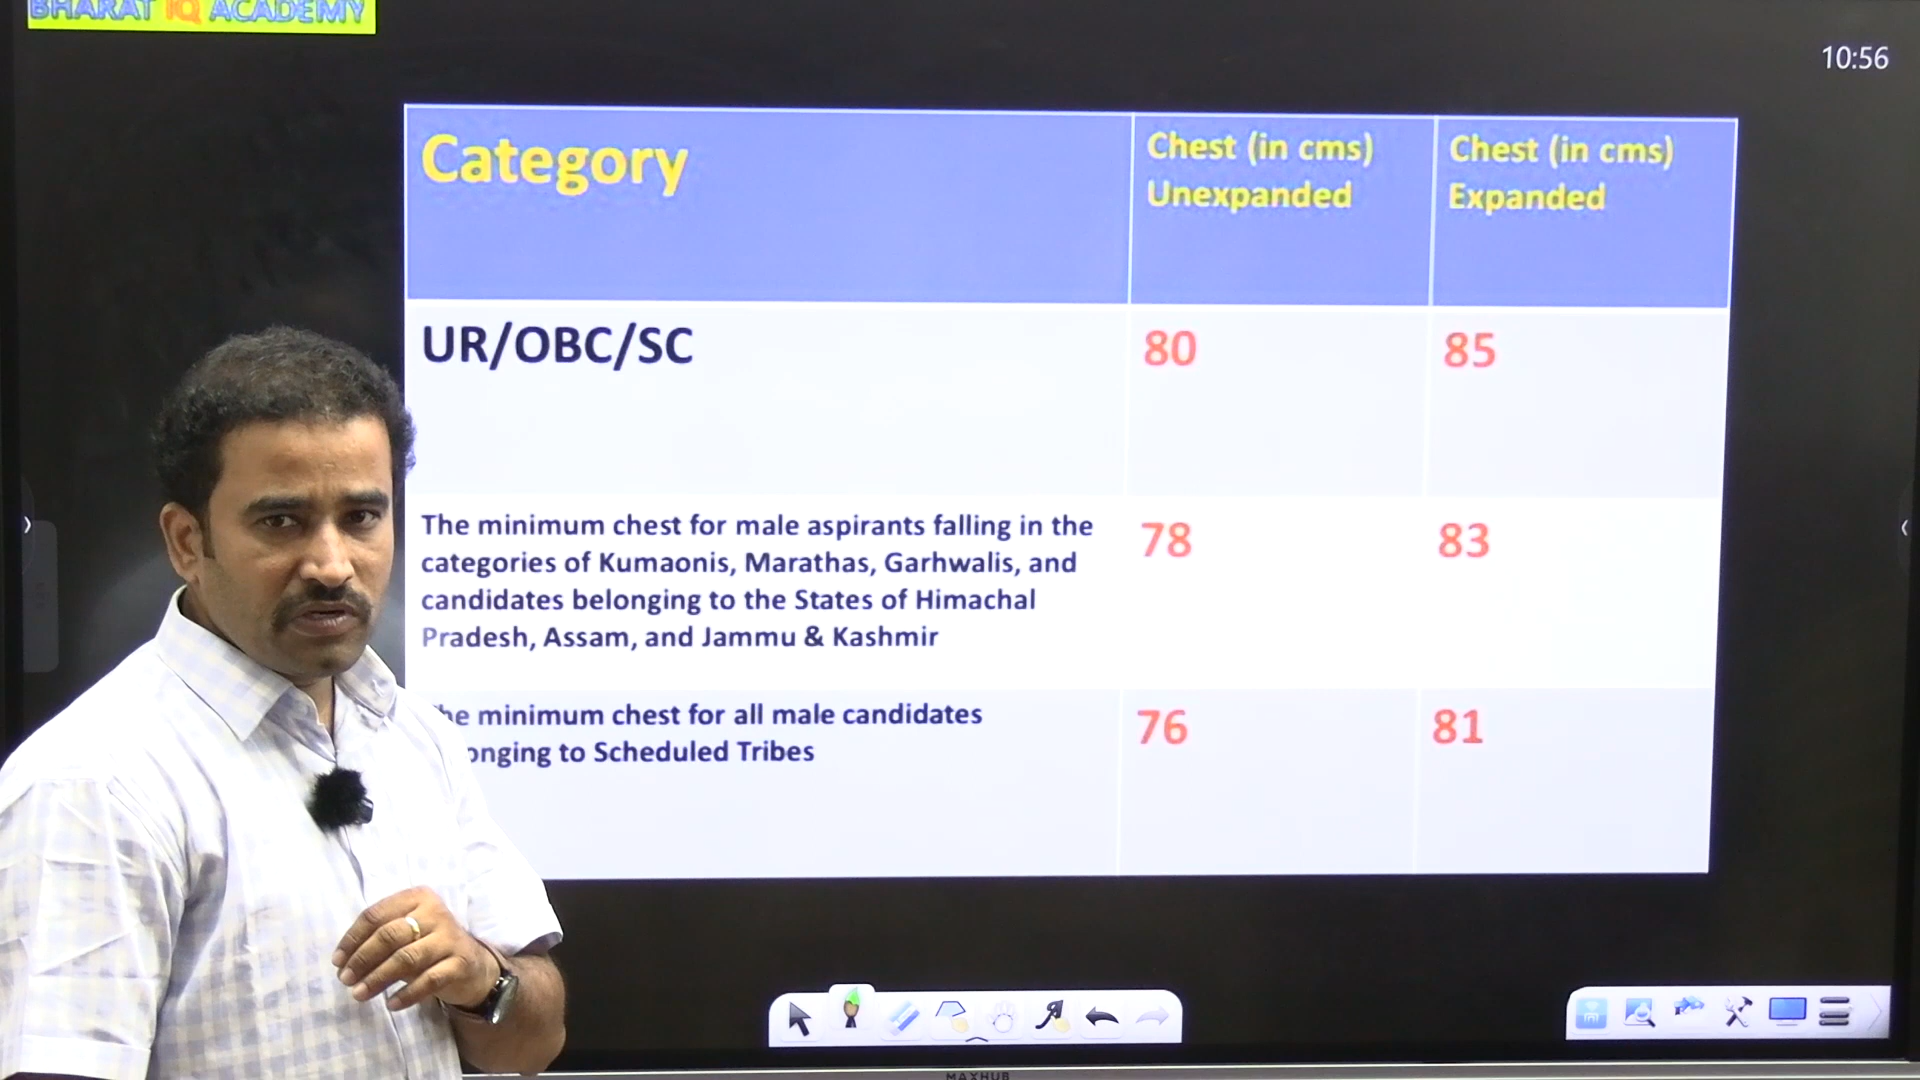 BHARAT IQ ACADEMY
10:56
Category
Chest (in cms)
Unexpanded
Chest (in cms)
Expanded
UR/OBC/SC
80
85
The minimum chest for male aspirants falling in the
categories of Kumaonis, Marathas, Garhwalis, and
candidates belonging to the States of Himachal
Pradesh, Assam, and Jammu & Kashmir
78
83
he minimum chest for all male candidates
onging to Scheduled Tribes
76
81
MAXHUB